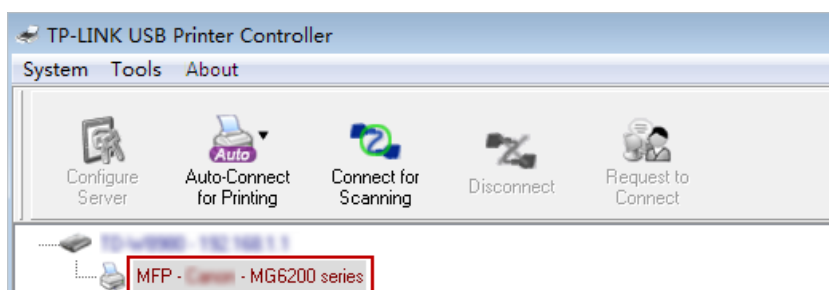 TP-LINK USB Printer Controller
System Tools About
Configure Server
Auto
Auto-Connect for Printing
Connect for Scanning
Disconnect
Request to Connect
MFP - - MG6200 series